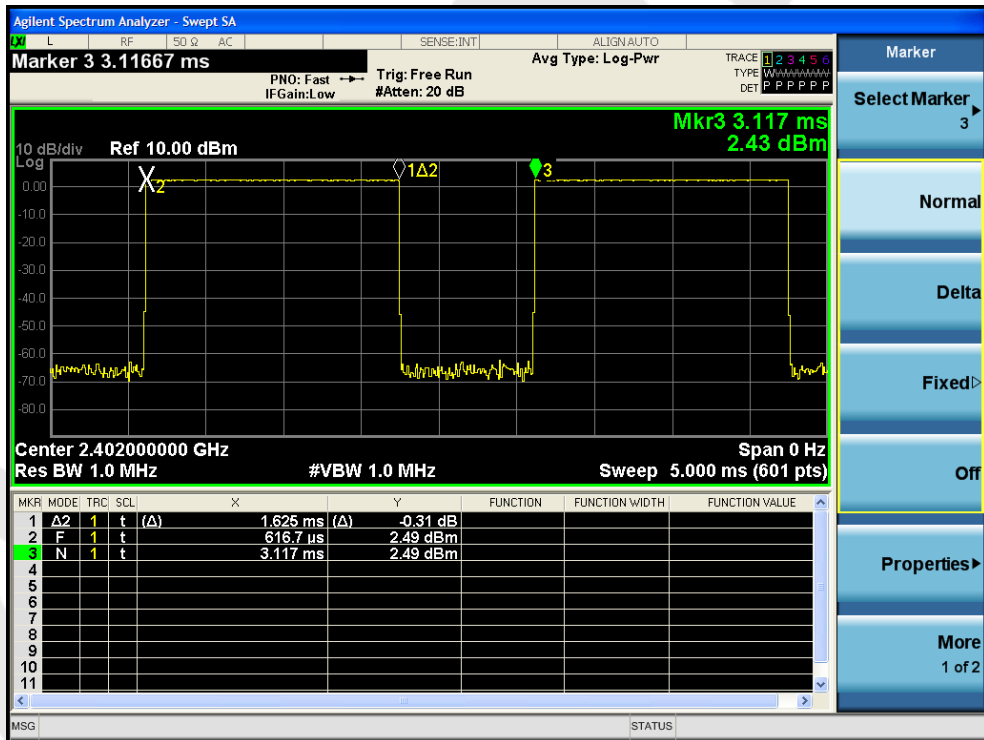 Agilent Spectrum Analyzer - Swept SA
LXI L RF 50 Ω AC SENSE:INT ALIGN AUTO
Marker 3 3.11667 ms
PNO: Fast
IFGain:Low
Trig: Free Run
#Atten: 20 dB
Avg Type: Log-Pwr
TRACE 1 2 3 4 5 6
TYPE WWWWWW
DET P P P P P P
Mkr3 3.117 ms
2.43 dBm
10 dB/div Ref 10.00 dBm
Log
0.00
-10.0
-20.0
-30.0
-40.0
-50.0
-60.0
-70.0
-80.0
X2
1Δ2
3
Center 2.402000000 GHz Span 0 Hz
Res BW 1.0 MHz #VBW 1.0 MHz Sweep 5.000 ms (601 pts)
MKR MODE TRC SCL X Y FUNCTION FUNCTION WIDTH FUNCTION VALUE
1 Δ2 1 t (Δ) 1.625 ms (Δ) -0.31 dB
2 F 1 t 616.7 µs 2.49 dBm
3 N 1 t 3.117 ms 2.49 dBm
4
5
6
7
8
9
10
11
MSG STATUS
Marker
Select Marker
3
Normal
Delta
Fixed
Off
Properties
More
1 of 2